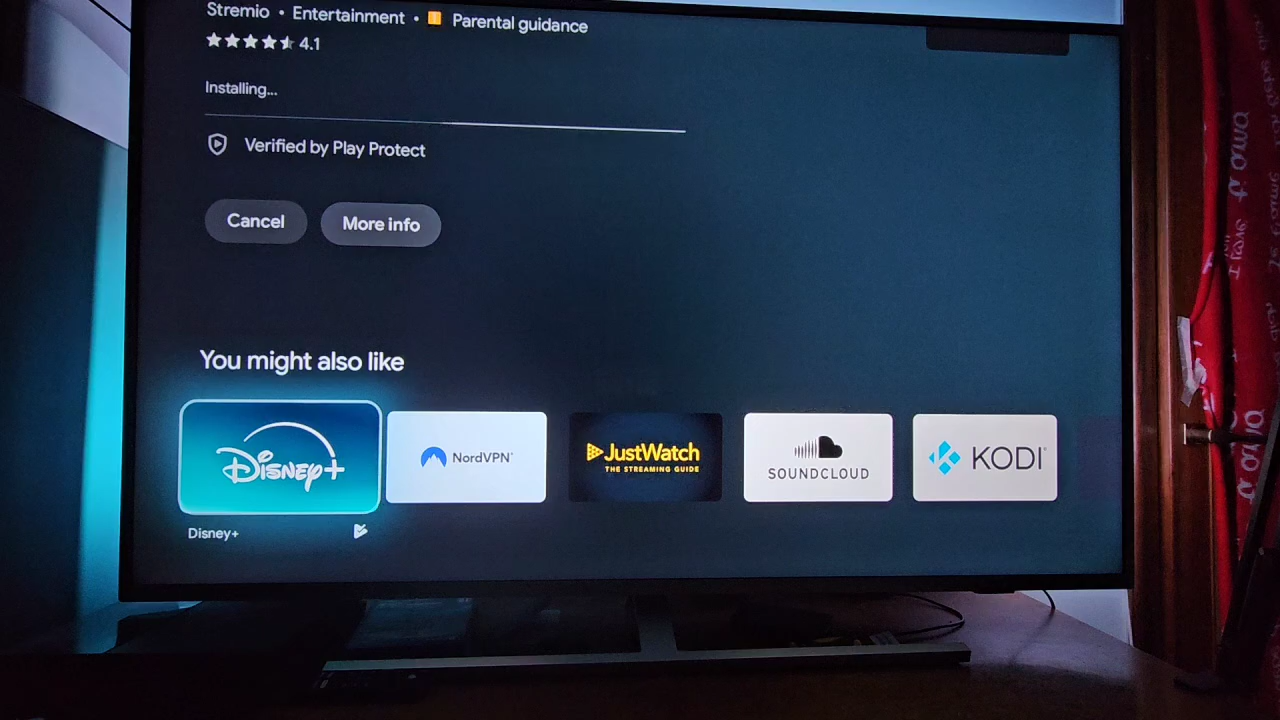 Stremio • Entertainment • Parental guidance
4.1
Installing...
Verified by Play Protect
Cancel
More info
You might also like
Disney+
NordVPN®
JustWatch
THE STREAMING GUIDE
SOUNDCLOUD
KODI®
Disney+
I love